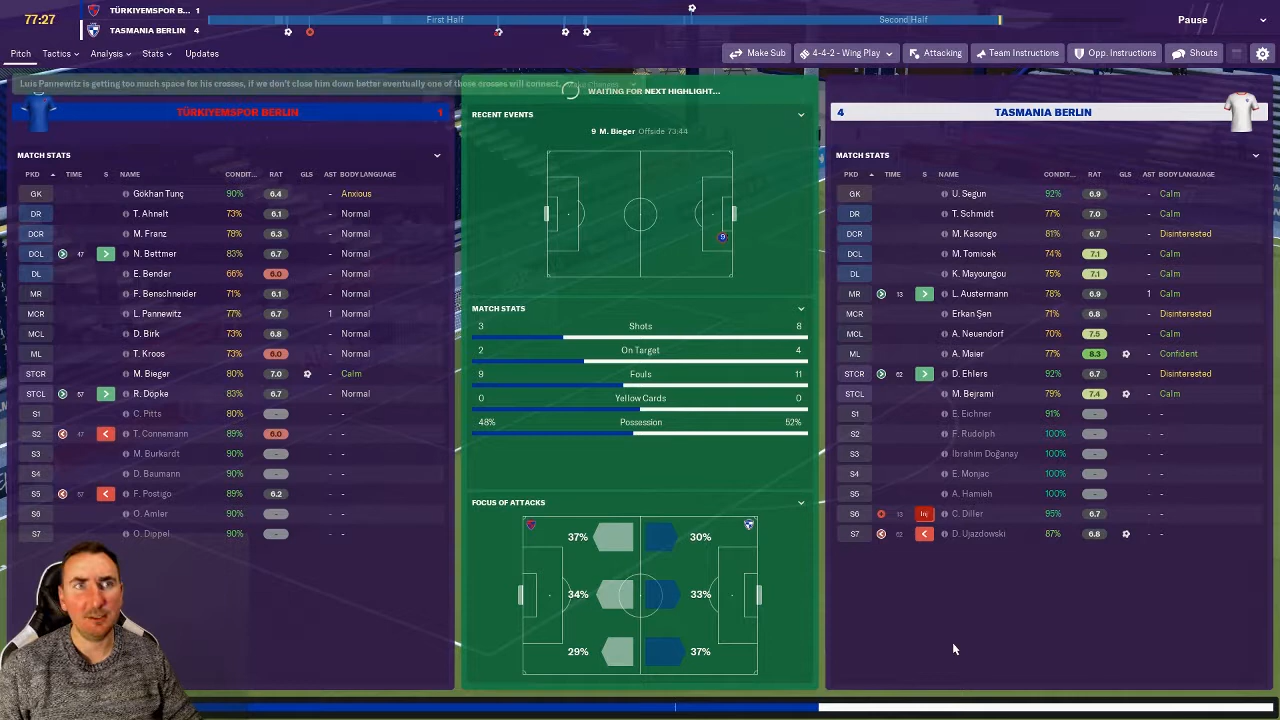 77:27
TÜRKIYEMSPOR B... 1
TASMANIA BERLIN 4
First Half
Second Half
Pause
Pitch Tactics Analysis Stats Updates
Make Sub 4-4-2 - Wing Play Attacking Team Instructions Opp. Instructions Shouts
Luis Pannewitz is getting too much space for his crosses, if we don't close him down better eventually one of those crosses will connect.
WAITING FOR NEXT HIGHLIGHT...
TÜRKIYEMSPOR BERLIN 1
MATCH STATS
PKD TIME S NAME CONDIT... RAT GLS AST BODY LANGUAGE
GK Gökhan Tunç 90% 6.4 - Anxious
DR T. Ahnelt 73% 6.1 - Normal
DCR M. Franz 78% 6.3 - Normal
DCL 47 N. Bettmer 83% 6.7 - Normal
DL E. Bender 66% 6.0 - Normal
MR F. Benschneider 71% 6.1 - Normal
MCR L. Pannewitz 77% 6.7 1 Normal
MCL D. Birk 73% 6.8 - Normal
ML T. Kroos 73% 6.0 - Normal
STCR M. Bieger 80% 7.0 - Calm
STCL 57 R. Döpke 83% 6.7 - Normal
S1 C. Pitts 80% - - -
S2 47 T. Connemann 89% 6.0 - -
S3 M. Burkardt 90% - - -
S4 D. Baumann 90% - - -
S5 57 F. Postigo 89% 6.2 - -
S6 O. Amler 90% - - -
S7 O. Dippel 90% - - -
RECENT EVENTS
9 M. Bieger Offside 73:44
9
MATCH STATS
3 Shots 8
2 On Target 4
9 Fouls 11
0 Yellow Cards 0
48% Possession 52%
FOCUS OF ATTACKS
37% 30%
34% 33%
29% 37%
4 TASMANIA BERLIN
MATCH STATS
PKD TIME S NAME CONDIT... RAT GLS AST BODY LANGUAGE
GK U. Segun 92% 6.9 - Calm
DR T. Schmidt 77% 7.0 - Calm
DCR M. Kasongo 81% 6.7 - Disinterested
DCL M. Tomicek 74% 7.1 - Calm
DL K. Mayoungou 75% 7.1 - Calm
MR 13 L. Austermann 78% 6.9 1 Calm
MCR Erkan Şen 71% 6.8 - Disinterested
MCL A. Neuendorf 70% 7.5 - Calm
ML A. Maier 77% 8.3 - Confident
STCR 62 D. Ehlers 92% 6.7 - Disinterested
STCL M. Bejrami 79% 7.4 - Calm
S1 E. Eichner 91% - - -
S2 F. Rudolph 100% - - -
S3 Ibrahim Doğanay 100% - - -
S4 E. Monjac 100% - - -
S5 A. Hamieh 100% - - -
S6 13 Inj C. Diller 95% 6.7 - -
S7 62 D. Ujazdowski 87% 6.8 - -